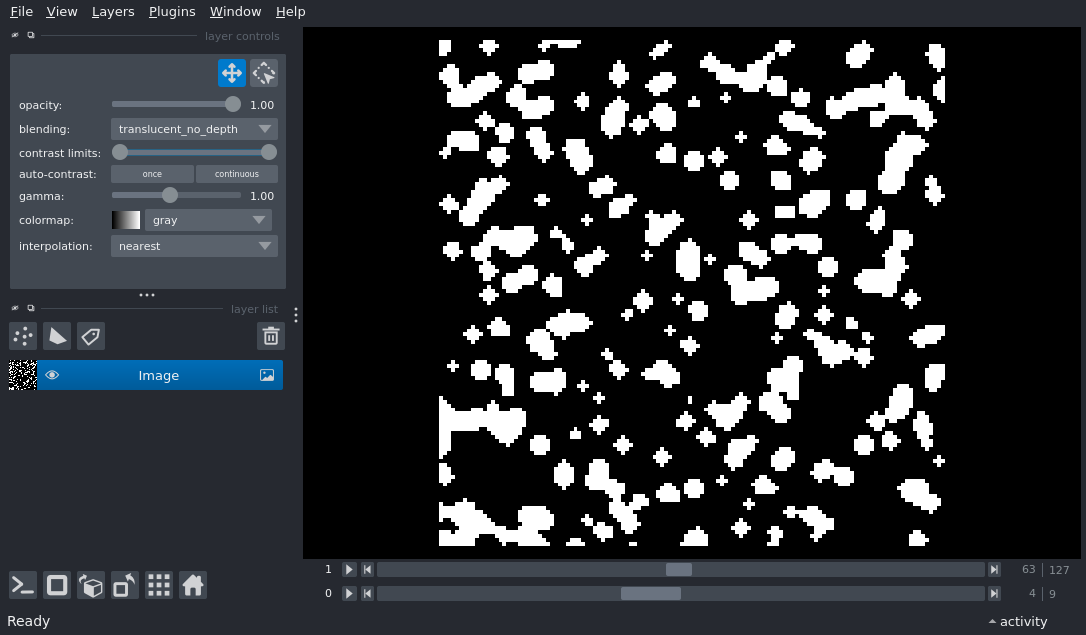 File View Layers Plugins Window Help
layer controls
opacity: 1.00
blending: translucent_no_depth
contrast limits:
auto-contrast: once continuous
gamma: 1.00
colormap: gray
interpolation: nearest
layer list
Image
1 63 127
0 4 9
Ready activity